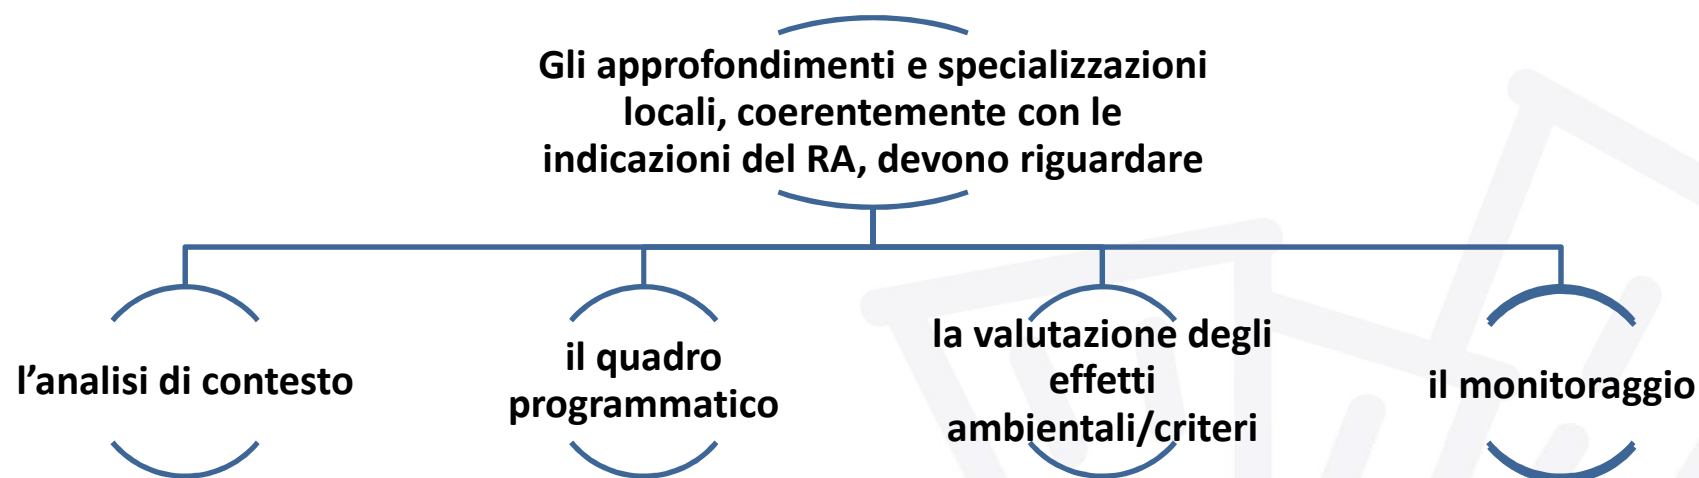 Gli approfondimenti e specializzazioni
locali, coerentemente con le
indicazioni del RA, devono riguardare
l’analisi di contesto
il quadro
programmatico
la valutazione degli
effetti
ambientali/criteri
il monitoraggio